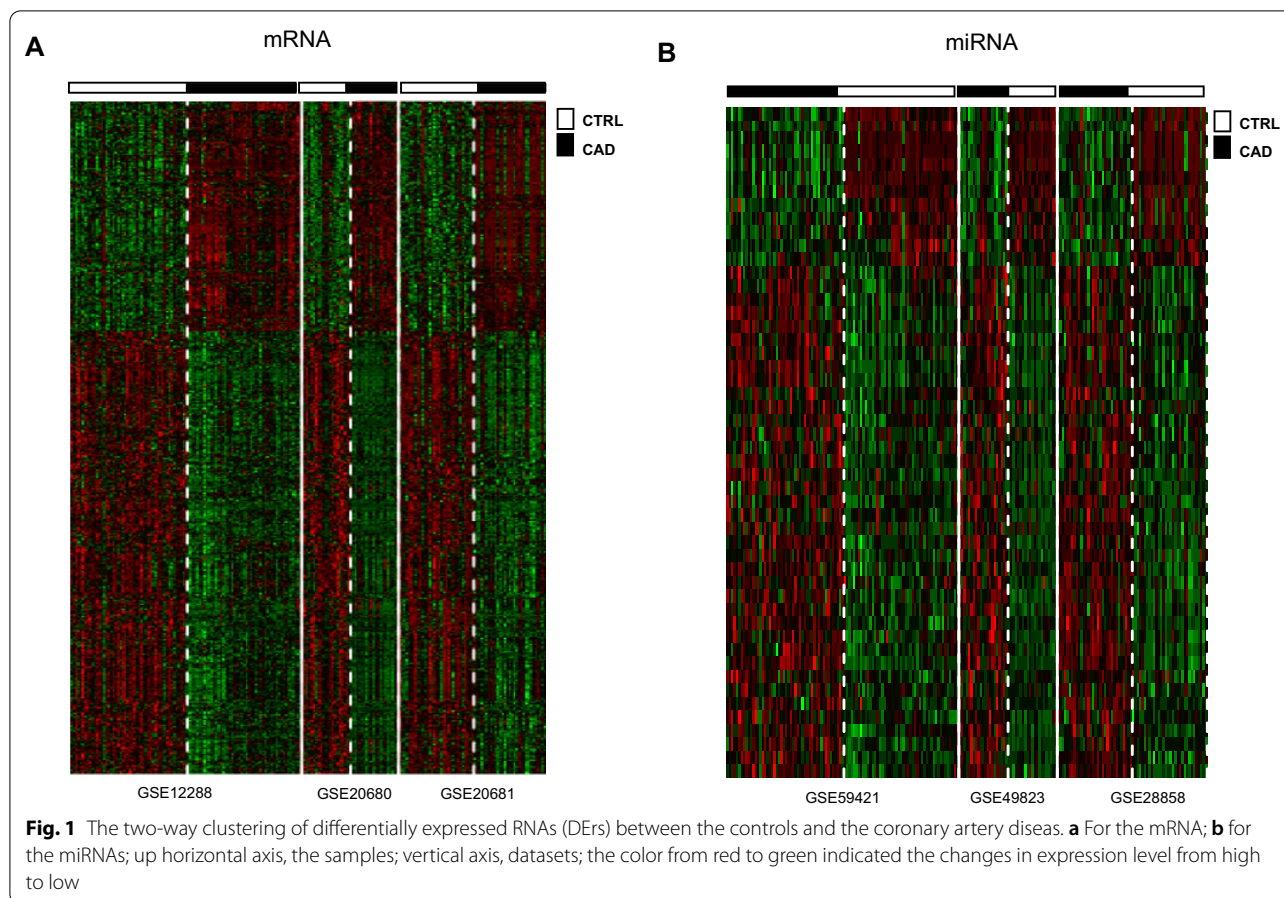 A
mRNA
CTRL
CAD
GSE12288
GSE20680
GSE20681
B
miRNA
CTRL
CAD
GSE59421
GSE49823
GSE28858
Fig. 1 The two-way clustering of differentially expressed RNAs (DErs) between the controls and the coronary artery diseas. a For the mRNA; b for
the miRNAs; up horizontal axis, the samples; vertical axis, datasets; the color from red to green indicated the changes in expression level from high
to low